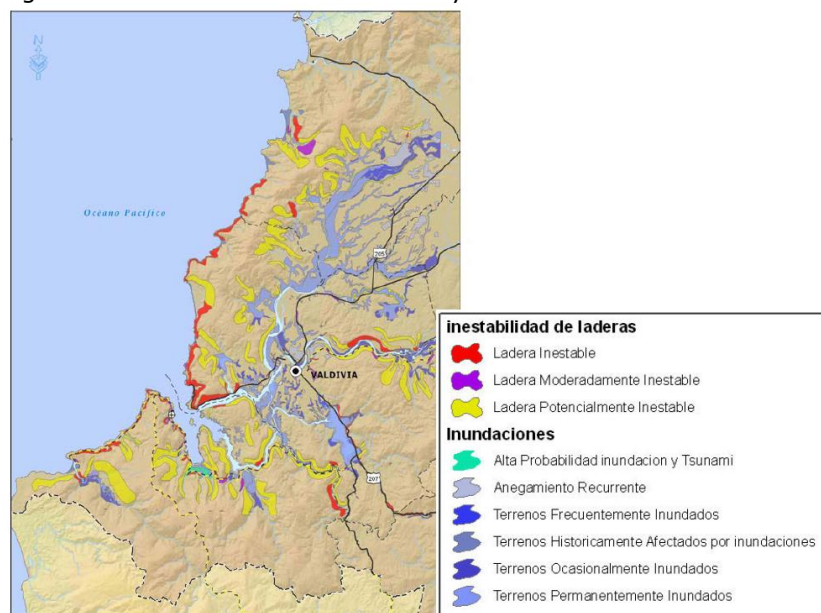 N
Océano Pacífico
205
VALDIVIA
207
inestabilidad de laderas
Ladera Inestable
Ladera Moderadamente Inestable
Ladera Potencialmente Inestable
Inundaciones
Alta Probabilidad inundacion y Tsunami
Anegamiento Recurrente
Terrenos Frecuentemente Inundados
Terrenos Historicamente Afectados por inundaciones
Terrenos Ocasionalmente Inundados
Terrenos Permanentemente Inundados